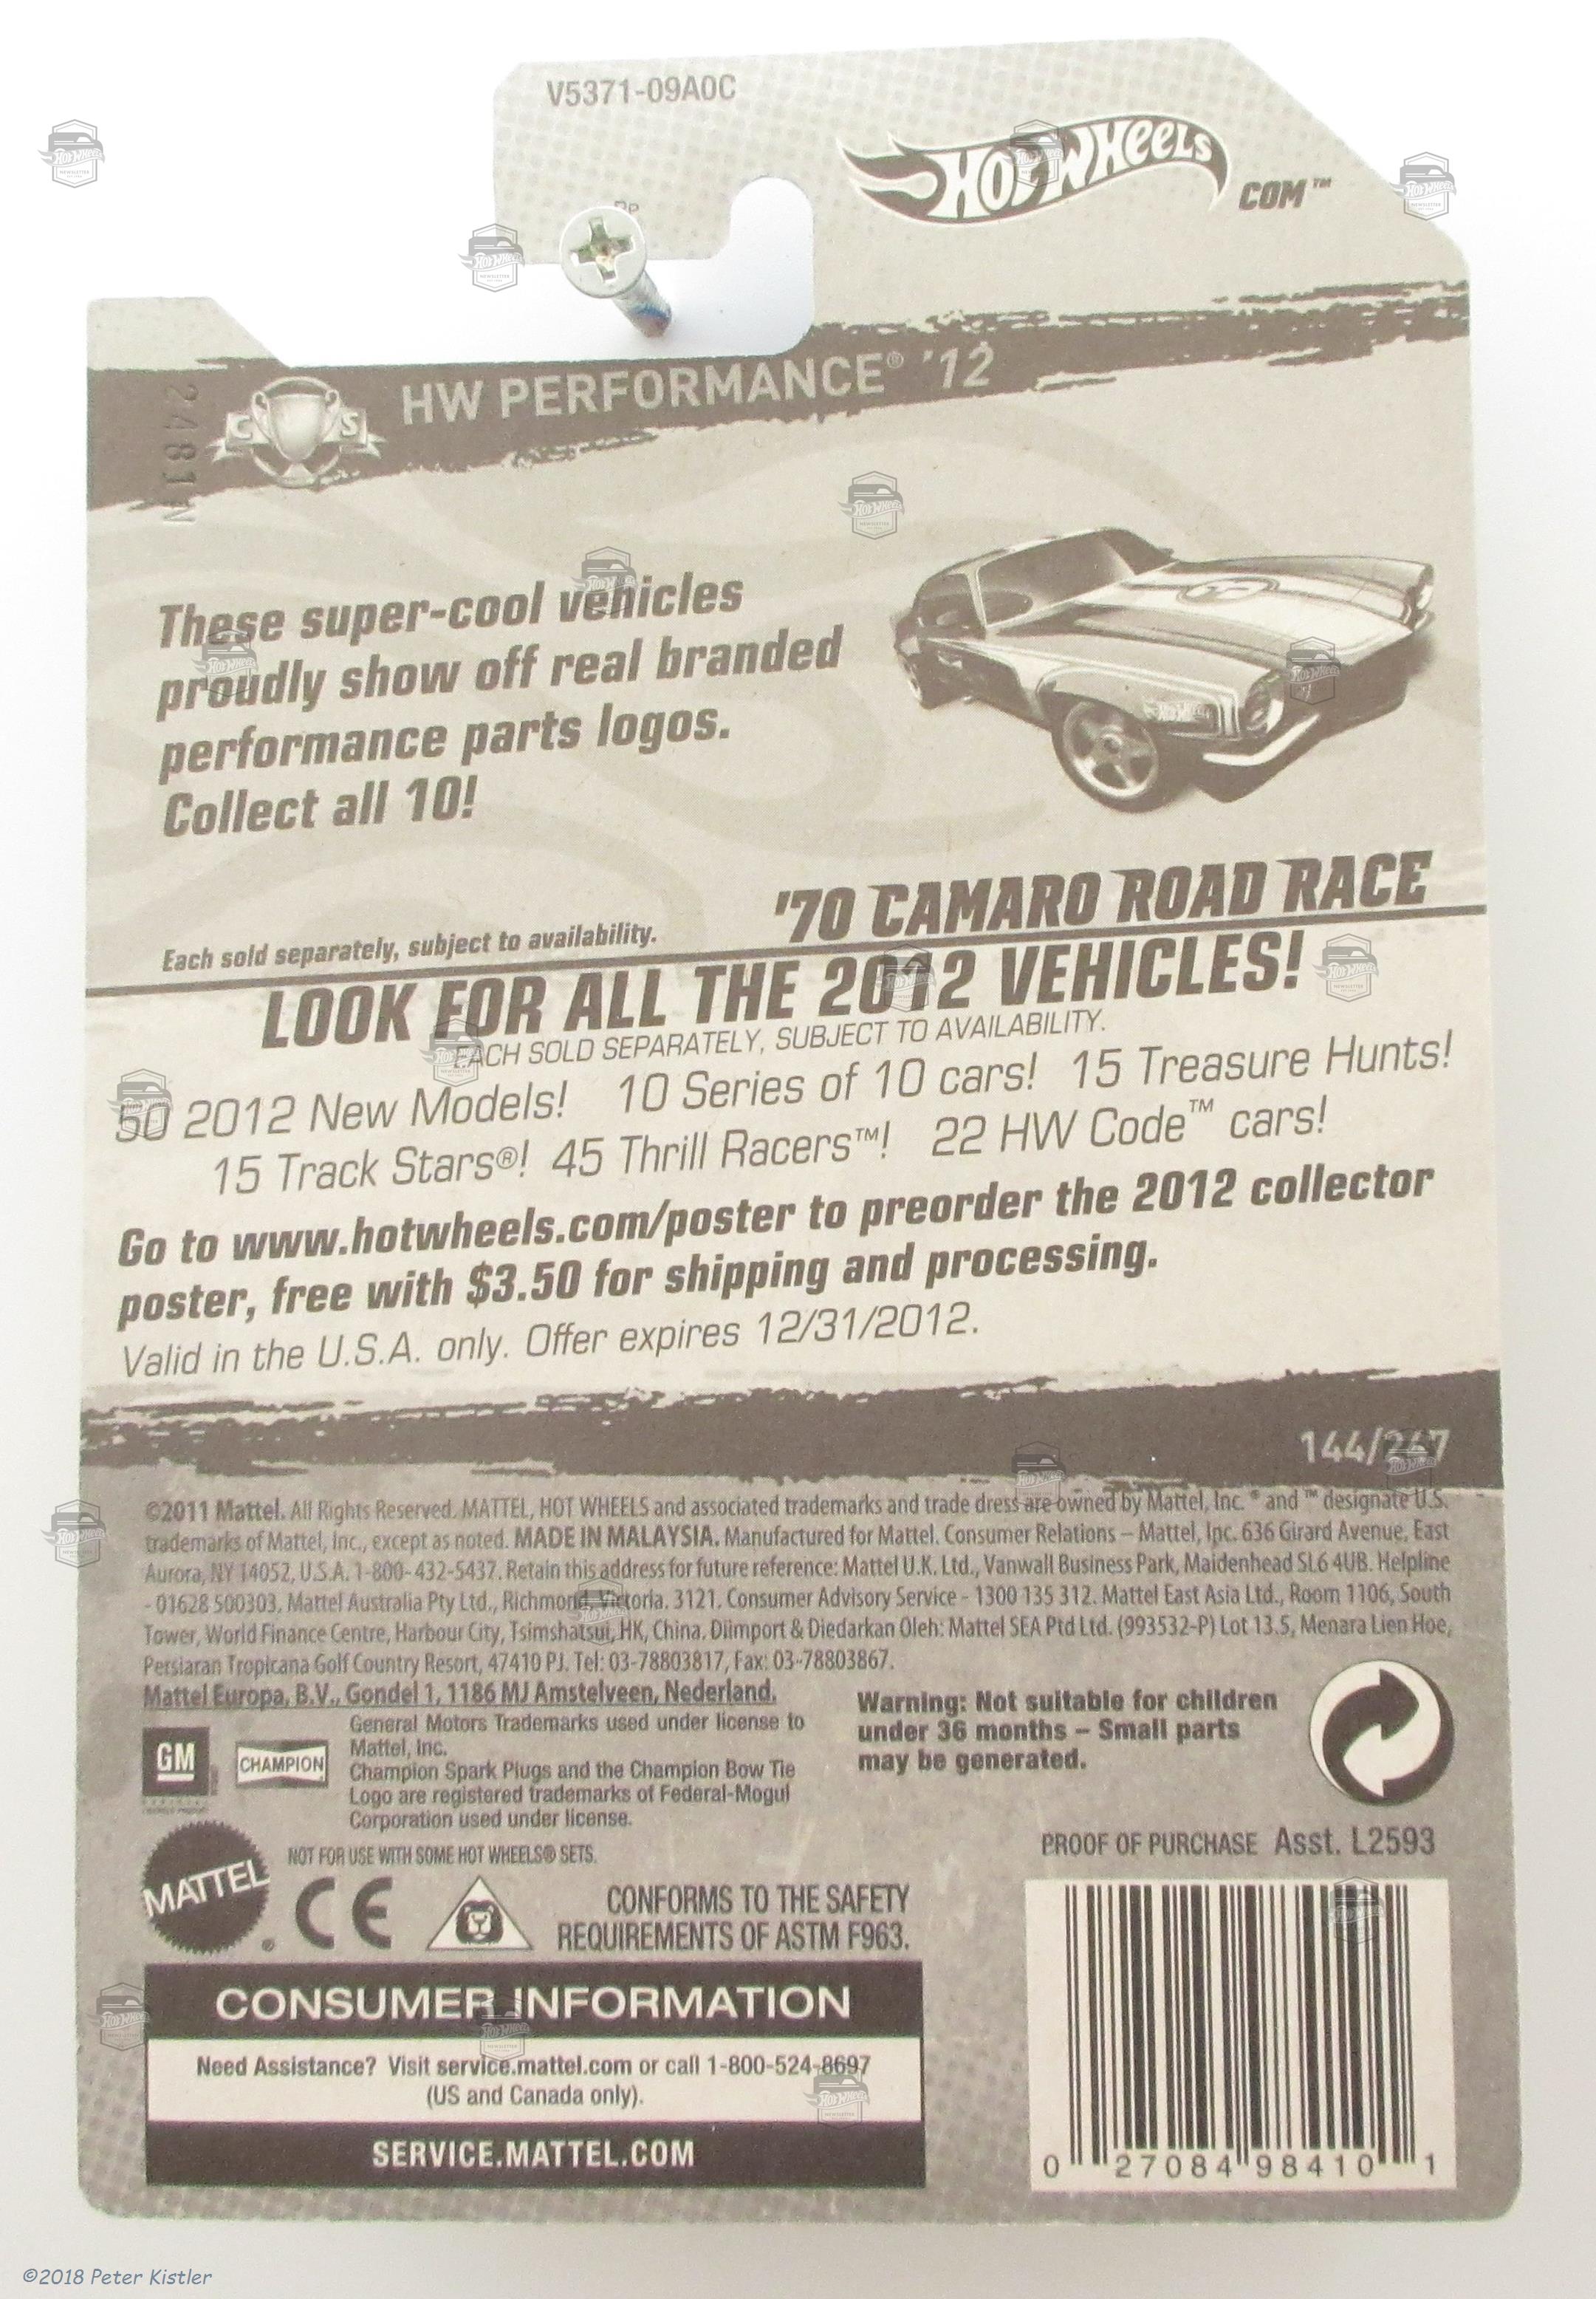 V5371-09A0C
HOT WHEELS
COM™
HW PERFORMANCE® '12
C S
These super-cool vehicles
proudly show off real branded
performance parts logos.
Collect all 10!
'70 CAMARO ROAD RACE
Each sold separately, subject to availability.
LOOK FOR ALL THE 2012 VEHICLES!
EACH SOLD SEPARATELY, SUBJECT TO AVAILABILITY.
50 2012 New Models! 10 Series of 10 cars! 15 Treasure Hunts!
15 Track Stars®! 45 Thrill Racers™! 22 HW Code™ cars!
Go to www.hotwheels.com/poster to preorder the 2012 collector
poster, free with $3.50 for shipping and processing.
Valid in the U.S.A. only. Offer expires 12/31/2012.
144/247
©2011 Mattel. All Rights Reserved. MATTEL, HOT WHEELS and associated trademarks and trade dress are owned by Mattel, Inc. ® and ™ designate U.S.
trademarks of Mattel, Inc., except as noted. MADE IN MALAYSIA. Manufactured for Mattel. Consumer Relations – Mattel, Inc. 636 Girard Avenue, East
Aurora, NY 14052, U.S.A. 1-800-432-5437. Retain this address for future reference: Mattel U.K. Ltd., Vanwall Business Park, Maidenhead SL6 4UB. Helpline
- 01628 500303. Mattel Australia Pty Ltd., Richmond, Victoria. 3121. Consumer Advisory Service - 1300 135 312. Mattel East Asia Ltd., Room 1106, South
Tower, World Finance Centre, Harbour City, Tsimshatsui, HK, China. Diimport & Diedarkan Oleh: Mattel SEA Ptd Ltd. (993532-P) Lot 13.5, Menara Lien Hoe,
Persiaran Tropicana Golf Country Resort, 47410 PJ. Tel: 03-78803817, Fax: 03-78803867.
Mattel Europa, B.V., Gondel 1, 1186 MJ Amstelveen, Nederland.
GM
CHAMPION
General Motors Trademarks used under license to
Mattel, Inc.
Champion Spark Plugs and the Champion Bow Tie
Logo are registered trademarks of Federal-Mogul
Corporation used under license.
Warning: Not suitable for children
under 36 months – Small parts
may be generated.
NOT FOR USE WITH SOME HOT WHEELS® SETS.
PROOF OF PURCHASE Asst. L2593
MATTEL
®
CE
CONFORMS TO THE SAFETY
REQUIREMENTS OF ASTM F963.
CONSUMER INFORMATION
Need Assistance? Visit service.mattel.com or call 1-800-524-8697
(US and Canada only).
SERVICE.MATTEL.COM
0 27084 98410 1
©2018 Peter Kistler